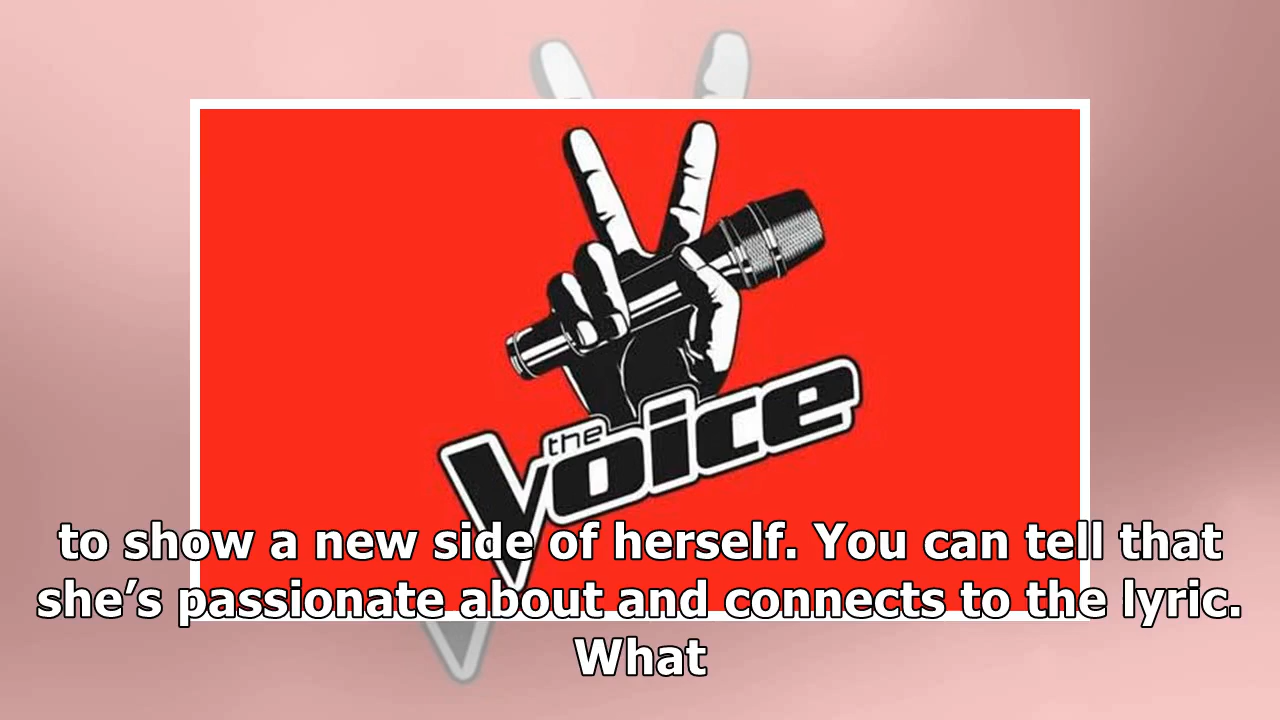 the
Voice
to show a new side of herself. You can tell that
she’s passionate about and connects to the lyric.
What